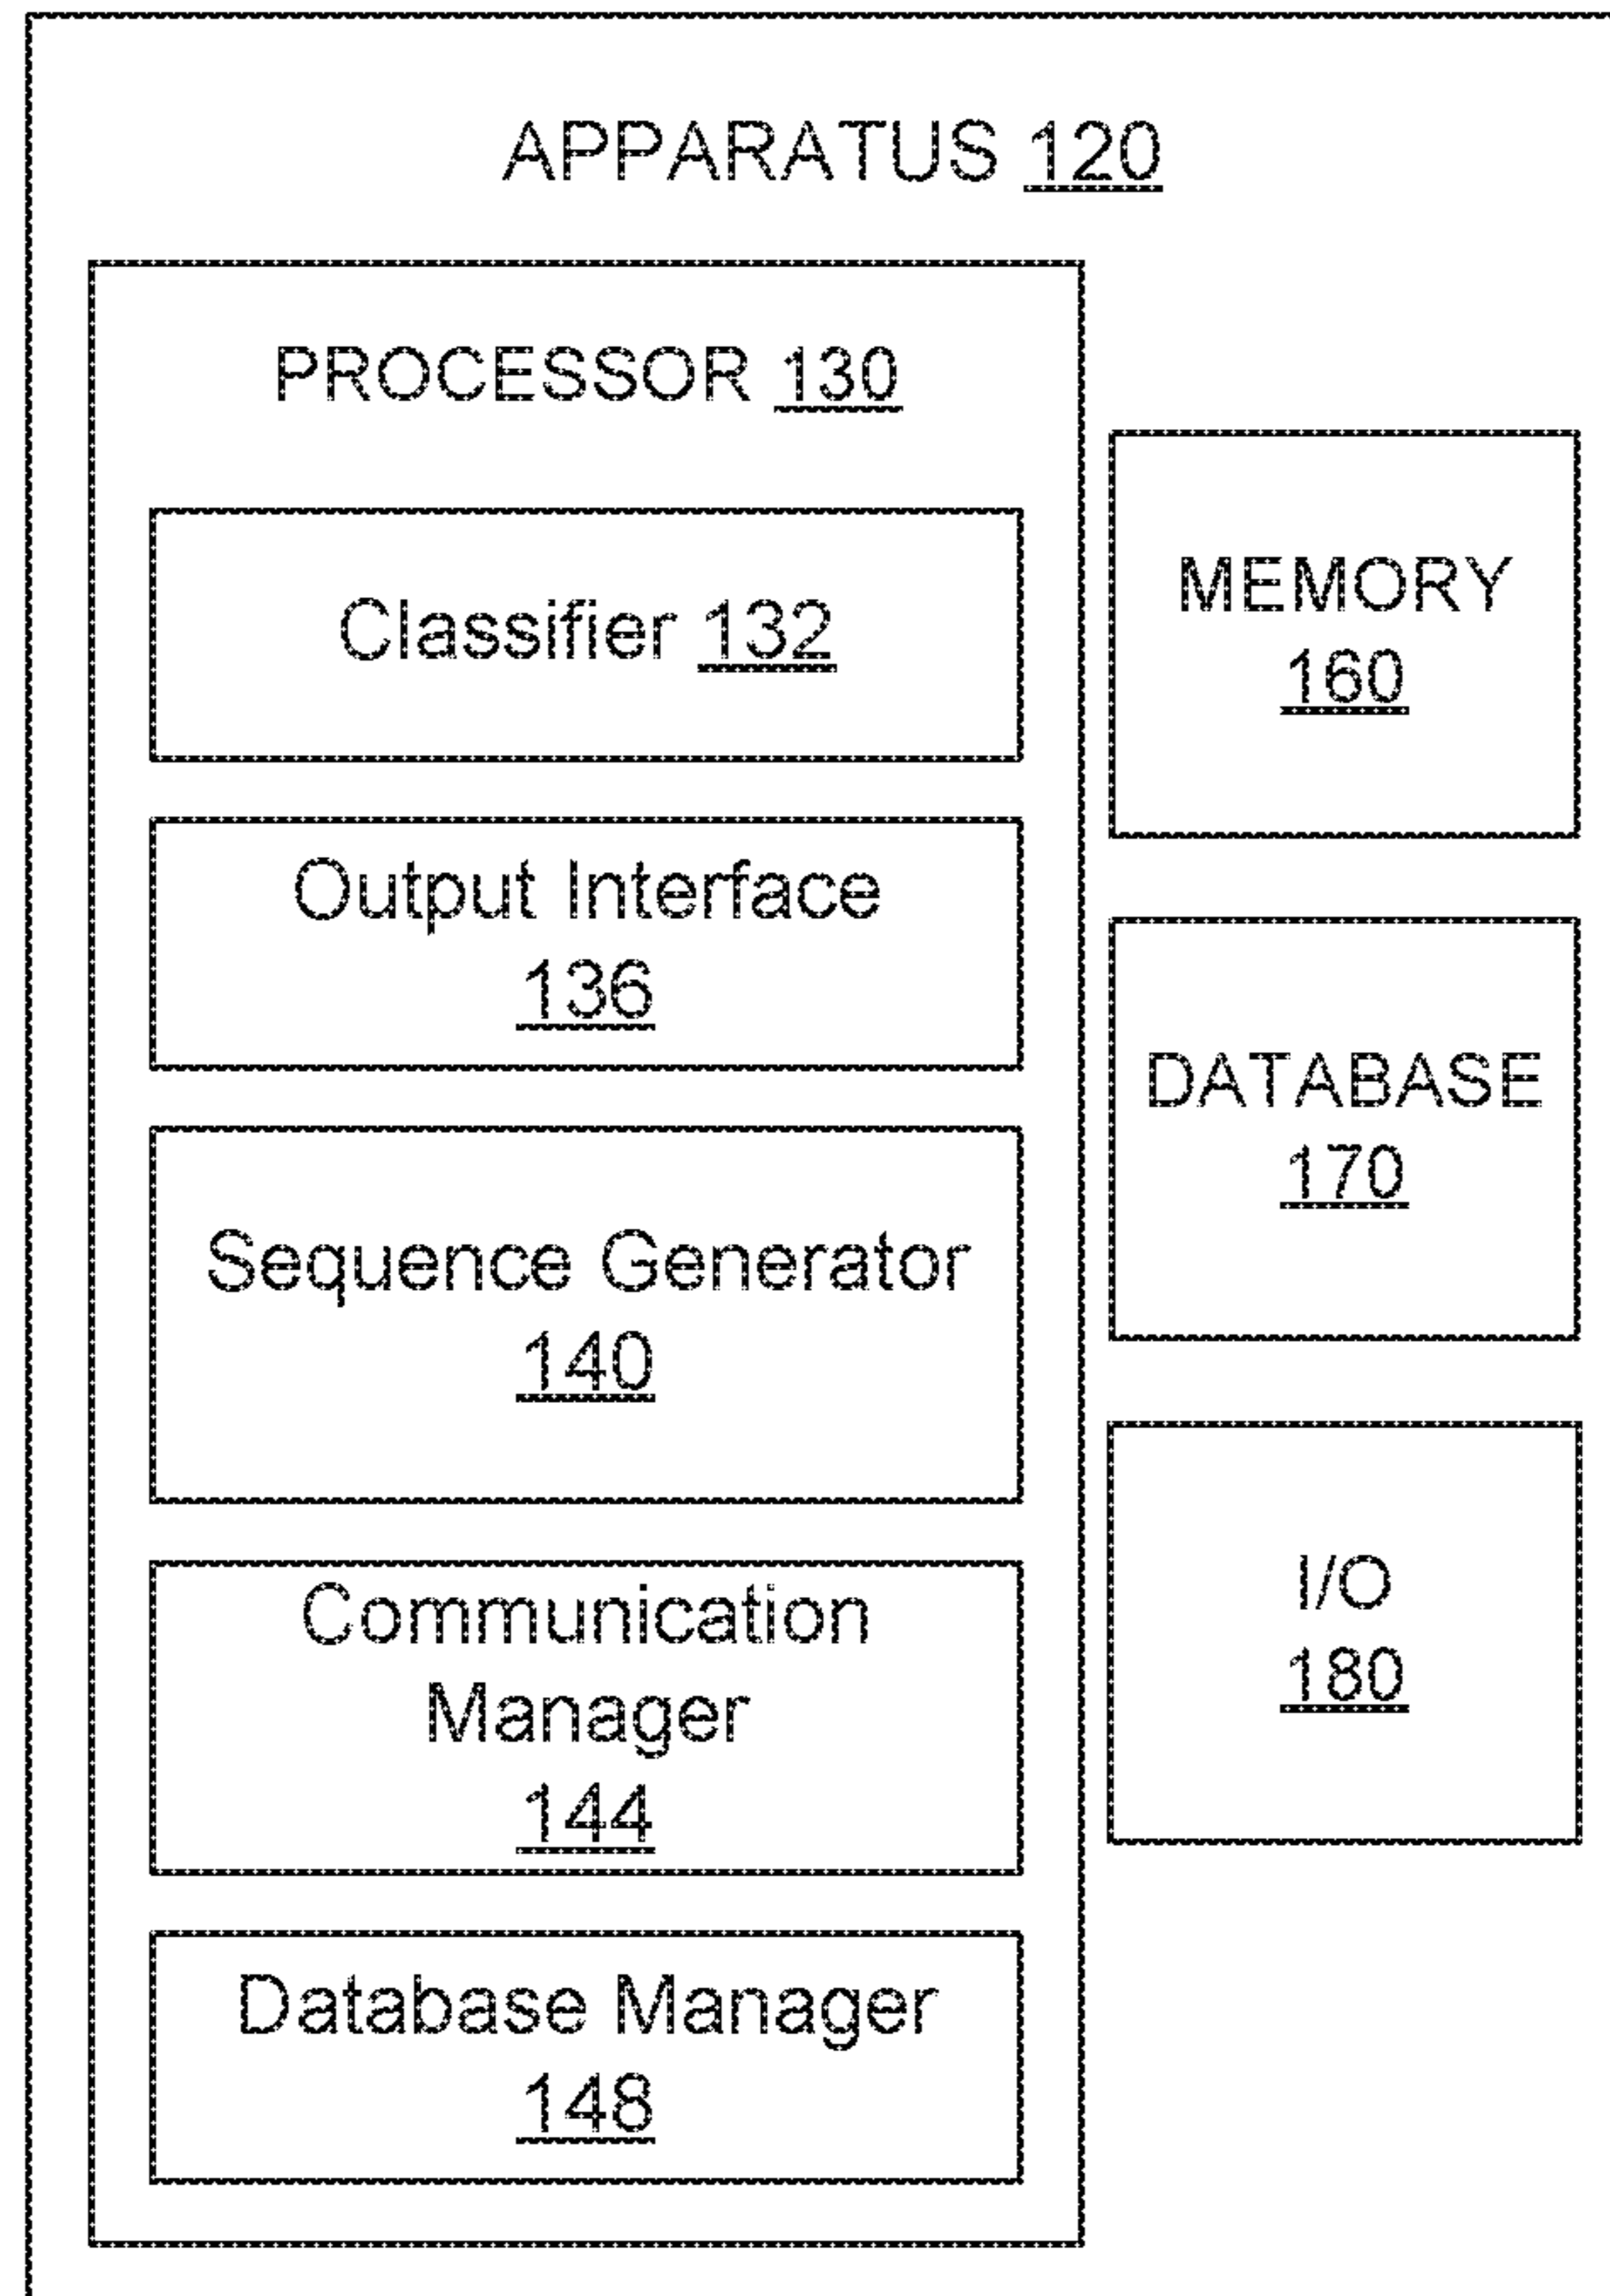 APPARATUS 120
PROCESSOR 130
Classifier 132
Output Interface
136
Sequence Generator
140
Communication
Manager
144
Database Manager
148
MEMORY
160
DATABASE
170
I/O
180